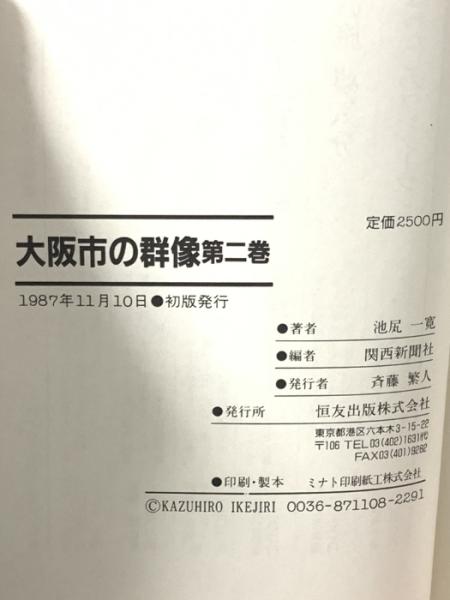 定価2500円
大阪市の群像第二巻
1987年11月10日●初版発行
●著者 池尻 一寛
●編者 関西新聞社
●発行者 斉藤 繁人
●発行所 恒友出版株式会社
東京都港区六本木3-15-22
〒106 TEL03(402)1631代
FAX03(401)9262
●印刷・製本 ミナト印刷紙工株式会社
©KAZUHIRO IKEJIRI 0036-871108-2291